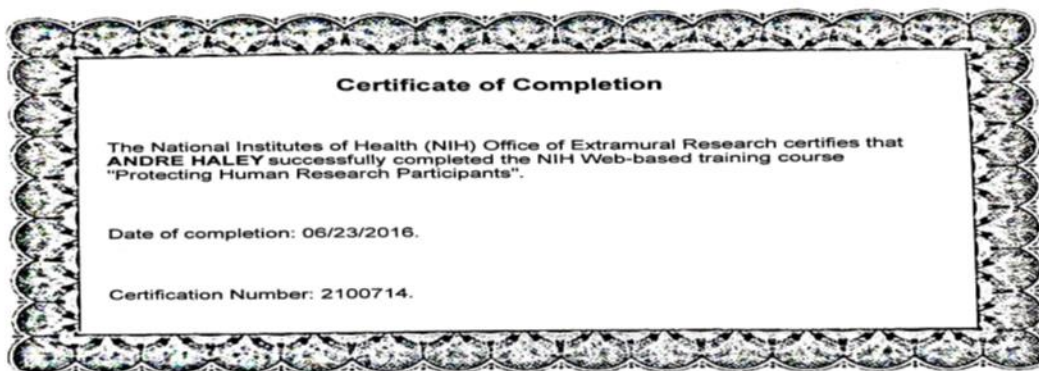 Certificate of Completion
The National Institutes of Health (NIH) Office of Extramural Research certifies that
ANDRE HALEY successfully completed the NIH Web-based training course
"Protecting Human Research Participants".
Date of completion: 06/23/2016.
Certification Number: 2100714.